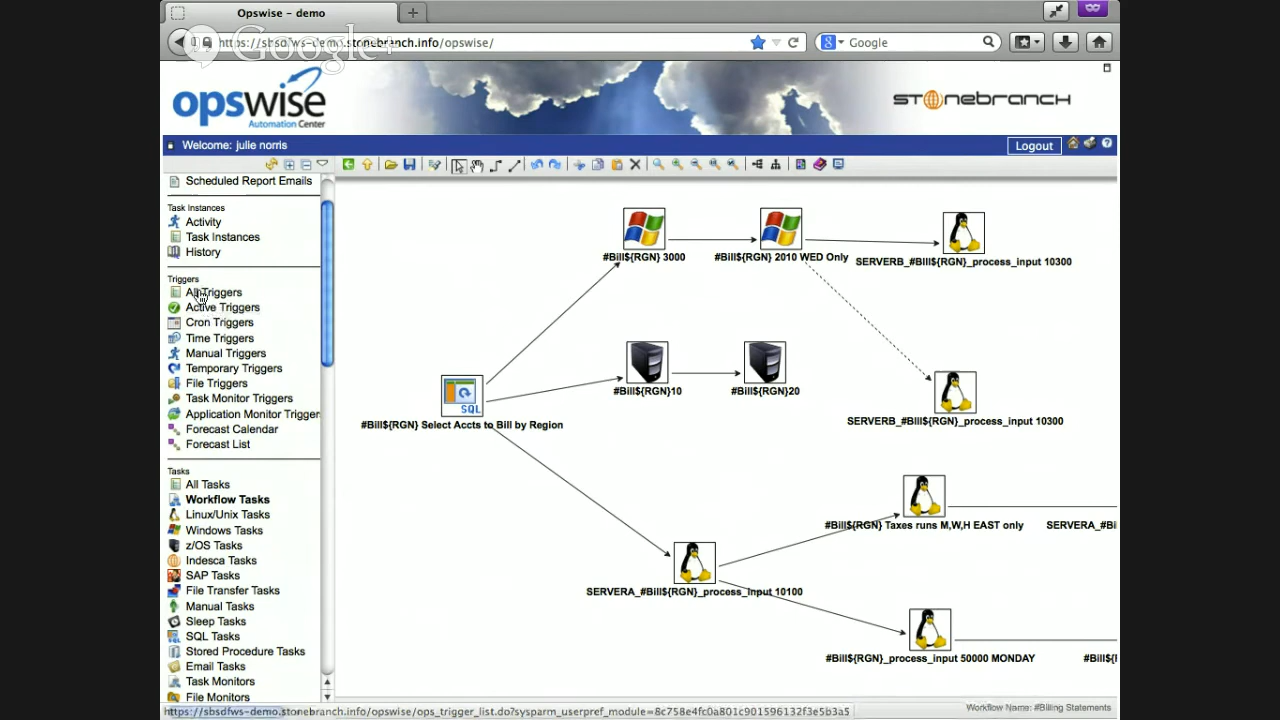 Opswise - demo
https://sbsdfws-demo.stonebranch.info/opswise/
Google+
Google
opswise
Automation Center
STONEBRANCH
Welcome: julie norris
Logout
Scheduled Report Emails
Task Instances
Activity
Task Instances
History
Triggers
All Triggers
Active Triggers
Cron Triggers
Time Triggers
Manual Triggers
Temporary Triggers
File Triggers
Task Monitor Triggers
Application Monitor Triggers
Forecast Calendar
Forecast List
Tasks
All Tasks
Workflow Tasks
Linux/Unix Tasks
Windows Tasks
z/OS Tasks
Indesca Tasks
SAP Tasks
File Transfer Tasks
Manual Tasks
Sleep Tasks
SQL Tasks
Stored Procedure Tasks
Email Tasks
Task Monitors
File Monitors
#Bill${RGN} 3000
#Bill${RGN} 2010 WED Only
SERVERB_#Bill${RGN}_process_input 10300
#Bill${RGN}10
#Bill${RGN}20
SERVERB_#Bill${RGN}_process_input 10300
SQL
#Bill${RGN} Select Accts to Bill by Region
#Bill${RGN} Taxes runs M,W,H EAST only
SERVERA_#Bil
SERVERA_#Bill${RGN}_process_input 10100
#Bill${RGN}_process_input 50000 MONDAY
#Bill${
https://sbsdfws-demo.stonebranch.info/opswise/ops_trigger_list.do?sysparm_userpref_module=8c758e4fc0a801c901596132f3e5b3a5
Workflow Name: #Billing Statements